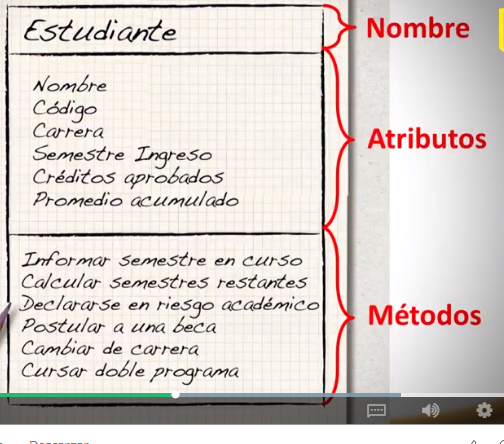 Estudiante
Nombre
Nombre
Código
Carrera
Semestre Ingreso
Créditos aprobados
Promedio acumulado
Atributos
Informar semestre en curso
Calcular semestres restantes
Declararse en riesgo académico
Postular a una beca
Cambiar de carrera
Cursar doble programa
Métodos